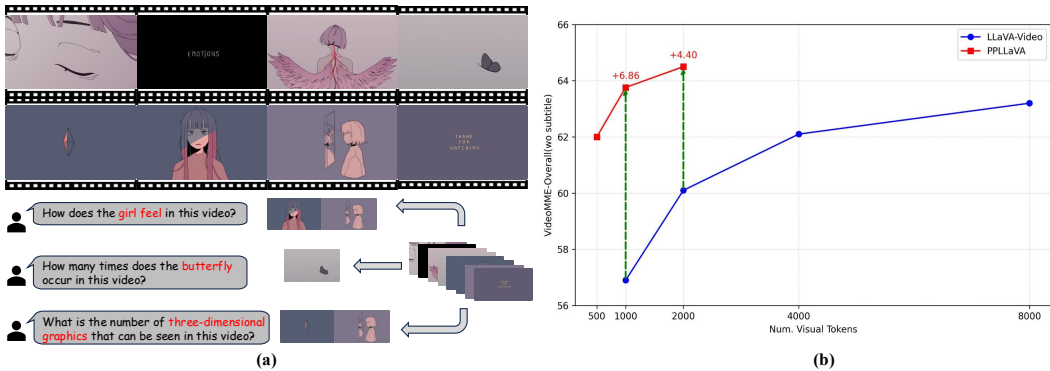 EMOTIONS
THANK
FOR
WATCHING
How does the girl feel in this video?
How many times does the butterfly
occur in this video?
What is the number of three-dimensional
graphics that can be seen in this video?
(a)
66
64
62
60
58
56
VideoMME-Overall(wo subtitle)
+6.86
+4.40
LLaVA-Video
PPLLaVA
500 1000 2000 4000 8000
Num. Visual Tokens
(b)